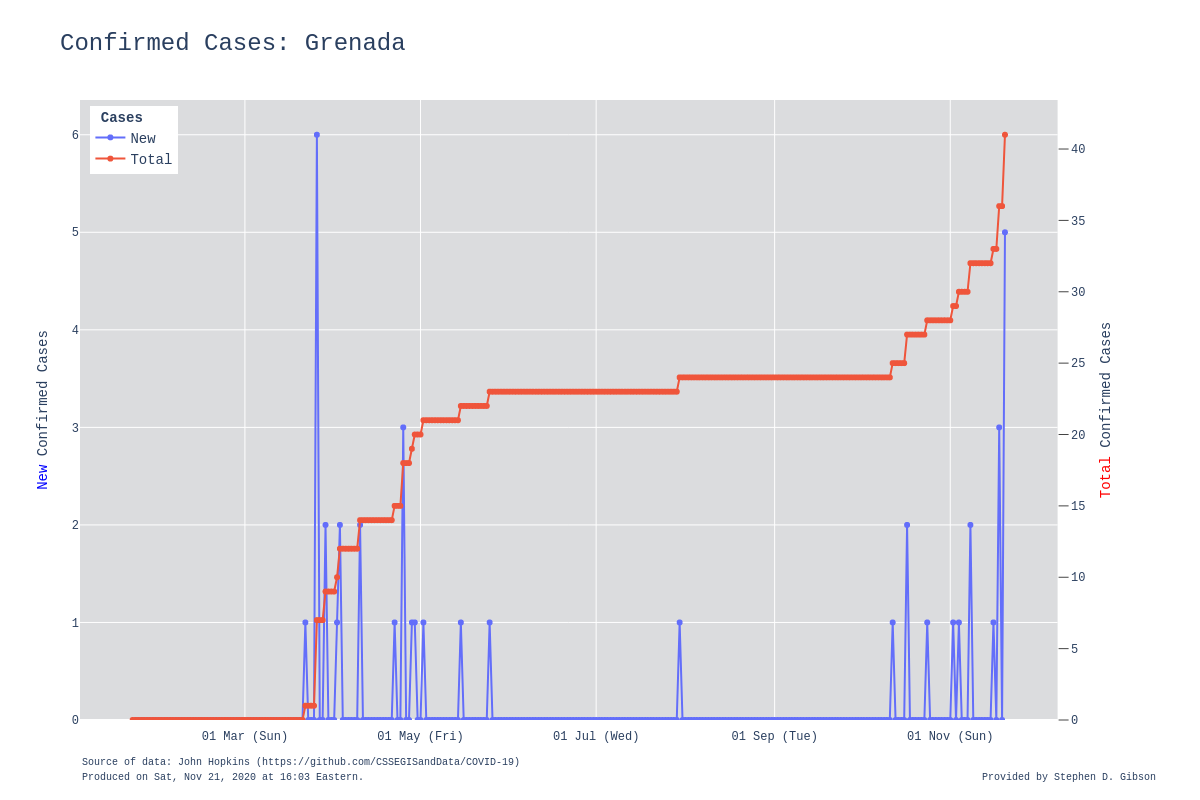 Confirmed Cases: Grenada
Cases
New
Total
6
5
4
3
2
1
0
40
35
30
25
20
15
10
5
0
New Confirmed Cases
Total Confirmed Cases
01 Mar (Sun)
01 May (Fri)
01 Jul (Wed)
01 Sep (Tue)
01 Nov (Sun)
Source of data: John Hopkins (https://github.com/CSSEGISandData/COVID-19)
Produced on Sat, Nov 21, 2020 at 16:03 Eastern.
Provided by Stephen D. Gibson